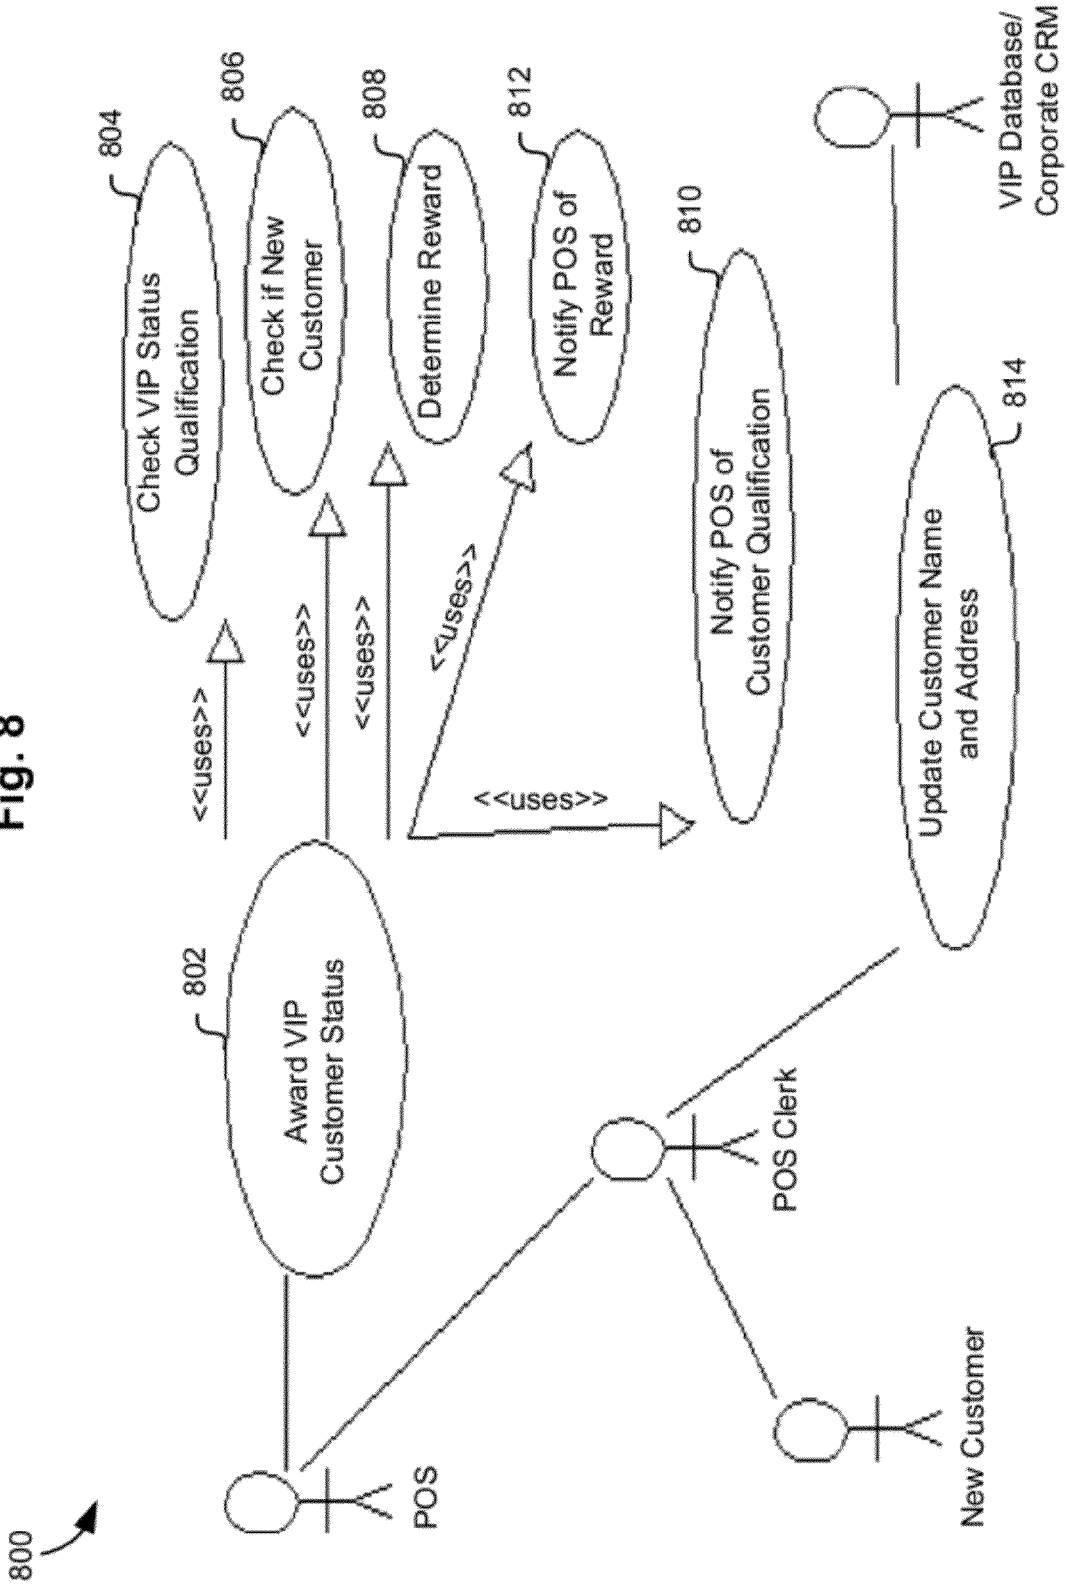 Fig. 8
800
802
804
806
808
812
810
814
Award VIP
Customer Status
<<uses>>
<<uses>>
<<uses>>
<<uses>>
<<uses>>
Check VIP Status
Qualification
Check if New
Customer
Determine Reward
Notify POS of
Reward
Notify POS of
Customer Qualification
Update Customer Name
and Address
POS
POS Clerk
New Customer
VIP Database/
Corporate CRM